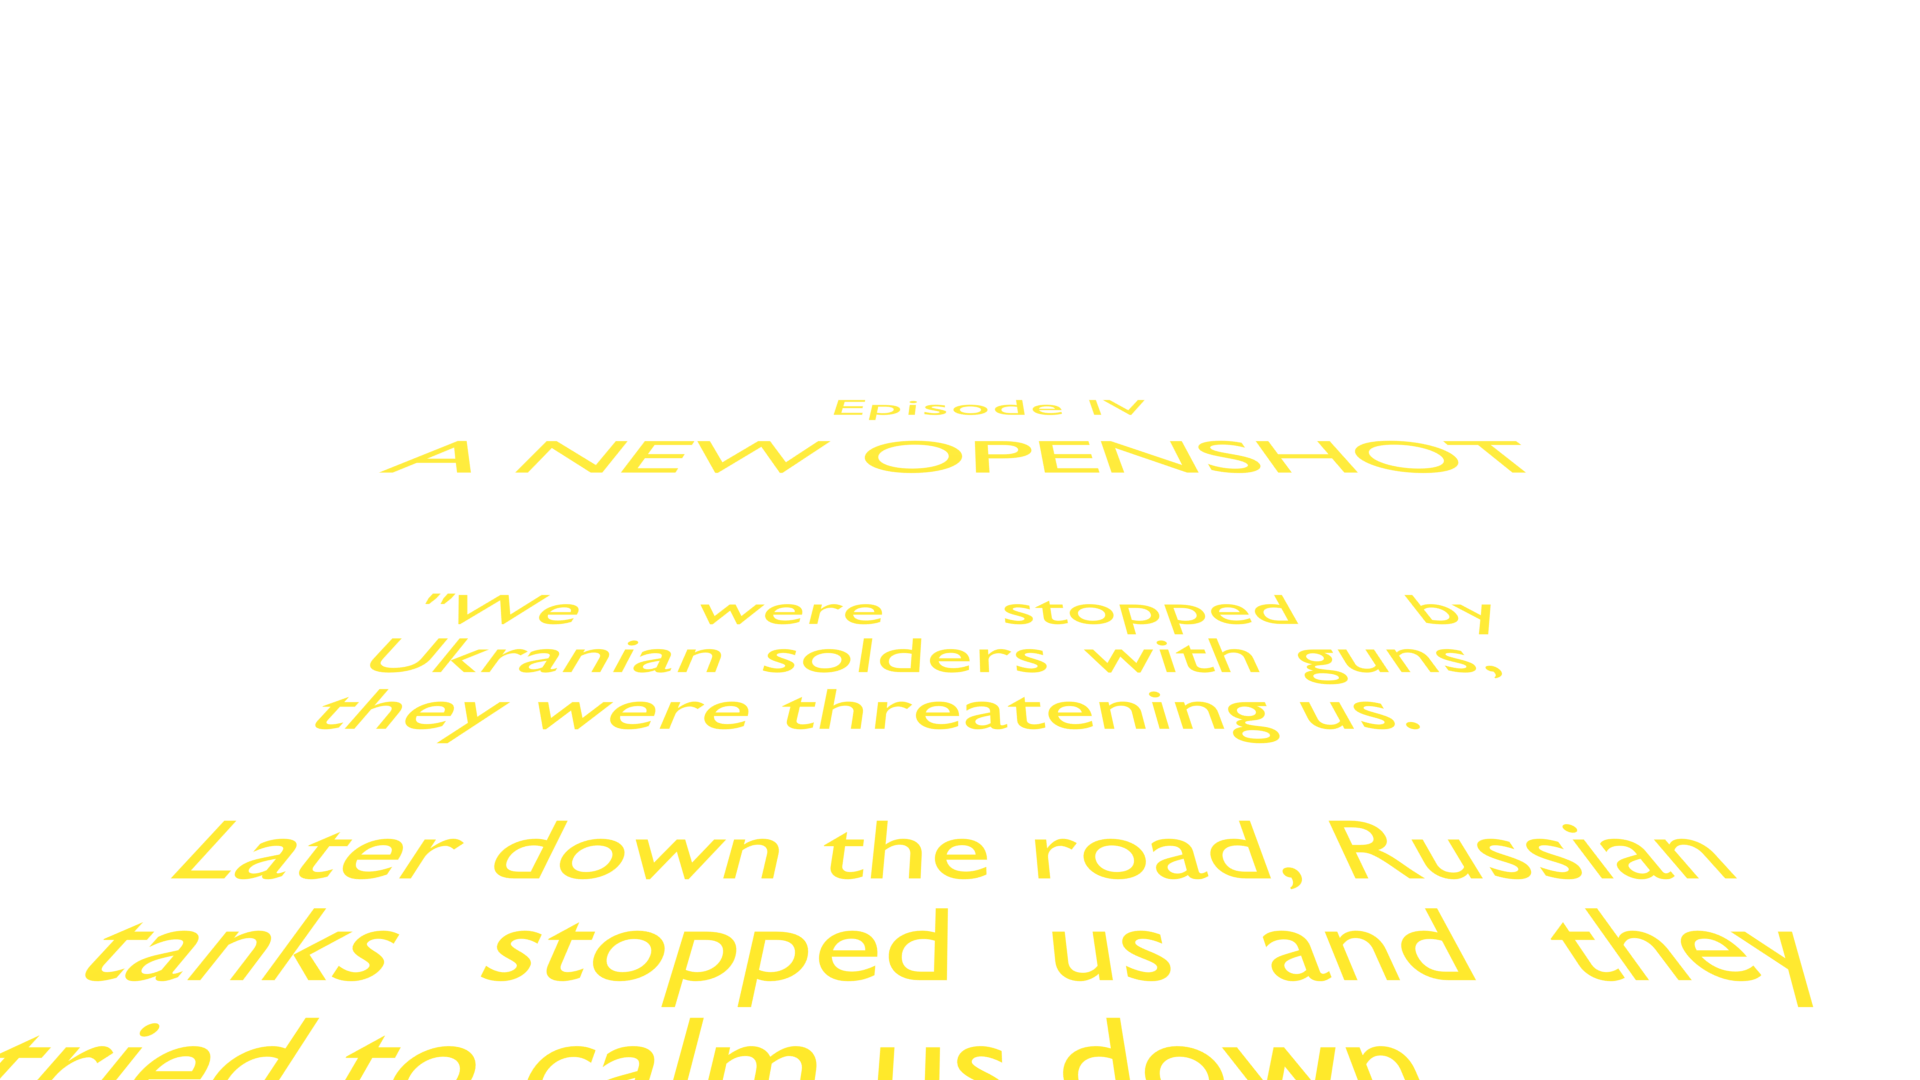 Episode IV
A NEW OPENSHOT
"We were stopped by
Ukranian solders with guns,
they were threatening us.
Later down the road, Russian
tanks stopped us and they
tried to calm us down